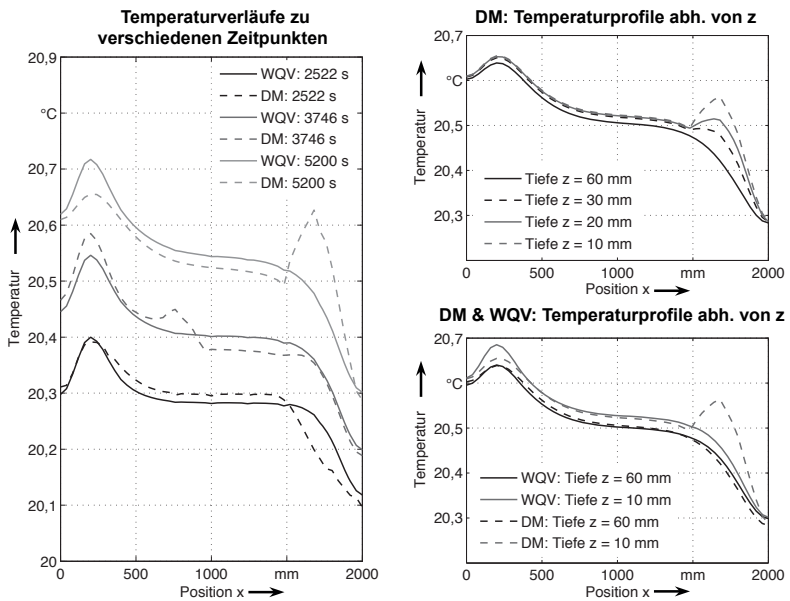 Temperaturverläufe zu
verschiedenen Zeitpunkten
20,9
°C
20,9
20,6
20,5
20,4
20,3
20,2
20,1
20
Temperatur
WQV: 2522 s
DM: 2522 s
WQV: 3746 s
DM: 3746 s
WQV: 5200 s
DM: 5200 s
0
500
1000
mm
2000
Position x
DM: Temperaturprofile abh. von z
20,7
°C
20,5
20,4
20,3
Temperatur
Tiefe z = 60 mm
Tiefe z = 30 mm
Tiefe z = 20 mm
Tiefe z = 10 mm
0
500
1000
mm
2000
Position x
DM & WQV: Temperaturprofile abh. von z
20,7
°C
20,5
20,4
20,3
Temperatur
WQV: Tiefe z = 60 mm
WQV: Tiefe z = 10 mm
DM: Tiefe z = 60 mm
DM: Tiefe z = 10 mm
0
500
1000
mm
2000
Position x